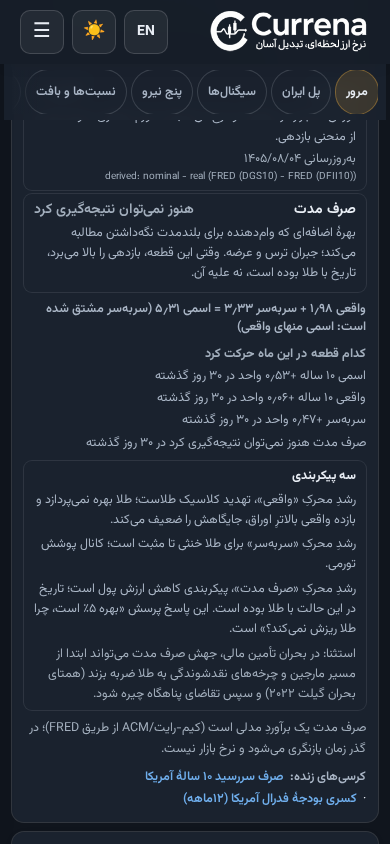 Currena
نرخ ارز لحظه‌ای، تبدیل آسان
EN
مرور
پل ایران
سیگنال‌ها
پنج نیرو
نسبت‌ها و بافت
از منحنی بازدهی.
به‌روزرسانی ۱۴۰۵/۰۸/۰۴
derived: nominal - real (FRED (DGS10) - FRED (DFII10))
صرف مدت
هنوز نمی‌توان نتیجه‌گیری کرد
بهرهٔ اضافه‌ای که وام‌دهنده برای بلندمدت نگه‌داشتن مطالبه
می‌کند؛ جبران ترس و عرضه. وقتی این قطعه، بازدهی را بالا می‌برد،
تاریخ با طلا بوده است، نه علیه آن.
واقعی ۱٫۹۸ + سربه‌سر ۳٫۳۳ = اسمی ۵٫۳۱ (سربه‌سر مشتق شده
است: اسمی منهای واقعی)
کدام قطعه در این ماه حرکت کرد
اسمی ۱۰ ساله +۰٫۵۳ واحد در ۳۰ روز گذشته
واقعی ۱۰ ساله +۰٫۰۶ واحد در ۳۰ روز گذشته
سربه‌سر +۰٫۴۷ واحد در ۳۰ روز گذشته
صرف مدت هنوز نمی‌توان نتیجه‌گیری کرد در ۳۰ روز گذشته
سه پیکربندی
رشدِ محرکِ «واقعی»، تهدید کلاسیک طلاست؛ طلا بهره نمی‌پردازد و
بازده واقعی بالاترِ اوراق، جایگاهش را ضعیف می‌کند.
رشدِ محرکِ «سربه‌سر» برای طلا خنثی تا مثبت است؛ کانال پوشش
تورمی.
رشدِ محرکِ «صرف مدت»، پیکربندی کاهش ارزش پول است؛ تاریخ
در این حالت با طلا بوده است. این پاسخ پرسش «بهره ۵٪ است، چرا
طلا ریزش نمی‌کند؟» است.
استثنا: در بحران تأمین مالی، جهش صرف مدت می‌تواند ابتدا از
مسیر مارجین و چرخه‌های نقدشوندگی به طلا ضربه بزند (همتای
بحران گیلت ۲۰۲۲) و سپس تقاضای پناهگاه چیره شود.
صرف مدت یک برآوردِ مدلی است (کیم-رایت/ACM از طریق FRED)؛ در
گذر زمان بازنگری می‌شود و نرخ بازار نیست.
کرسی‌های زنده: صرف سررسید ۱۰ سالهٔ آمریکا
· کسری بودجهٔ فدرال آمریکا (۱۲ماهه)